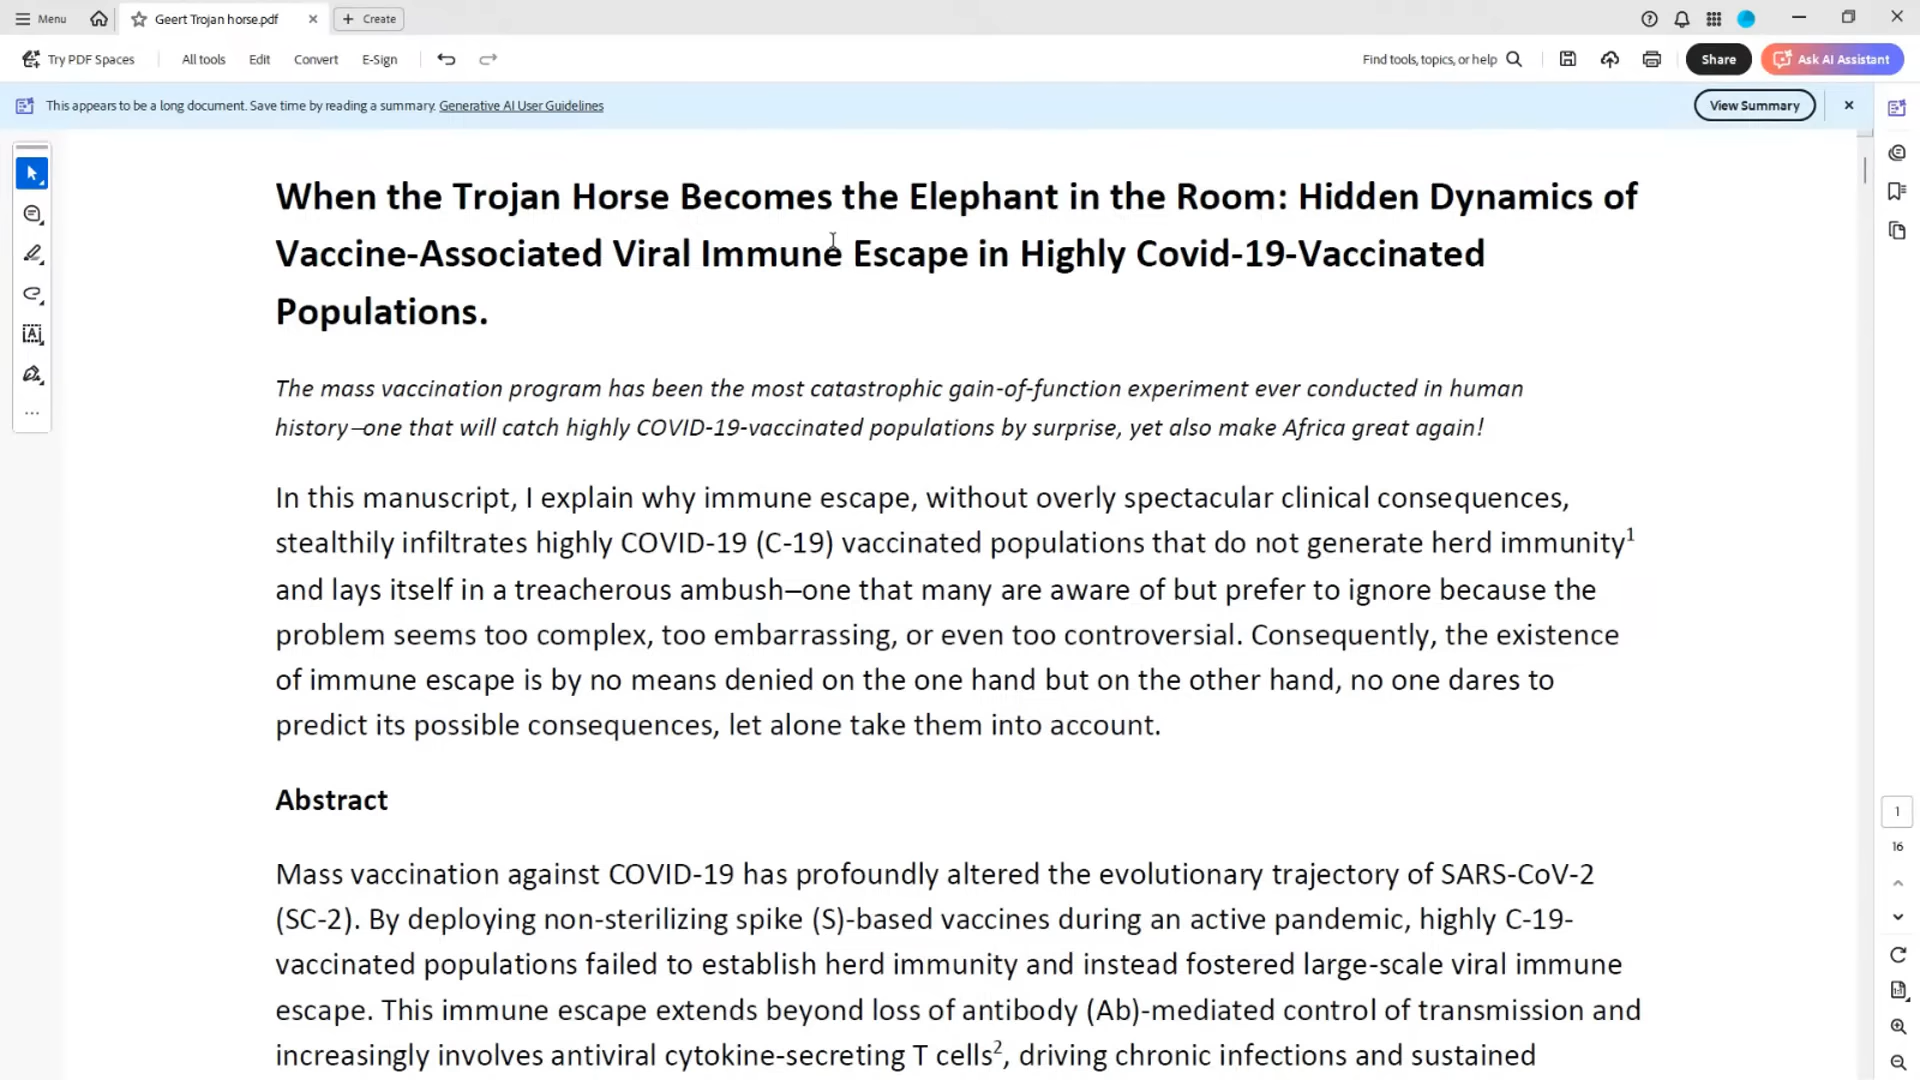 Menu
Geert Trojan horse.pdf
Create
Try PDF Spaces
All tools
Edit
Convert
E-Sign
Find tools, topics, or help
Share
Ask AI Assistant
This appears to be a long document. Save time by reading a summary. Generative AI User Guidelines
View Summary
When the Trojan Horse Becomes the Elephant in the Room: Hidden Dynamics of
Vaccine-Associated Viral Immune Escape in Highly Covid-19-Vaccinated
Populations.
The mass vaccination program has been the most catastrophic gain-of-function experiment ever conducted in human
history—one that will catch highly COVID-19-vaccinated populations by surprise, yet also make Africa great again!
In this manuscript, I explain why immune escape, without overly spectacular clinical consequences,
stealthily infiltrates highly COVID-19 (C-19) vaccinated populations that do not generate herd immunity1
and lays itself in a treacherous ambush–one that many are aware of but prefer to ignore because the
problem seems too complex, too embarrassing, or even too controversial. Consequently, the existence
of immune escape is by no means denied on the one hand but on the other hand, no one dares to
predict its possible consequences, let alone take them into account.
Abstract
Mass vaccination against COVID-19 has profoundly altered the evolutionary trajectory of SARS-CoV-2
(SC-2). By deploying non-sterilizing spike (S)-based vaccines during an active pandemic, highly C-19-
vaccinated populations failed to establish herd immunity and instead fostered large-scale viral immune
escape. This immune escape extends beyond loss of antibody (Ab)-mediated control of transmission and
increasingly involves antiviral cytokine-secreting T cells2, driving chronic infections and sustained
1
16